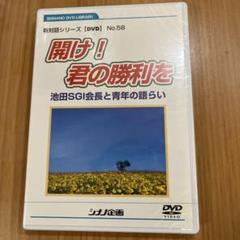 SHINANO DVD LIBRARY
新対話シリーズ【DVD】 No.58
開け!
君の勝利を
池田SGI会長と青年の語らい
シナノ企画
DVD
VIDEO